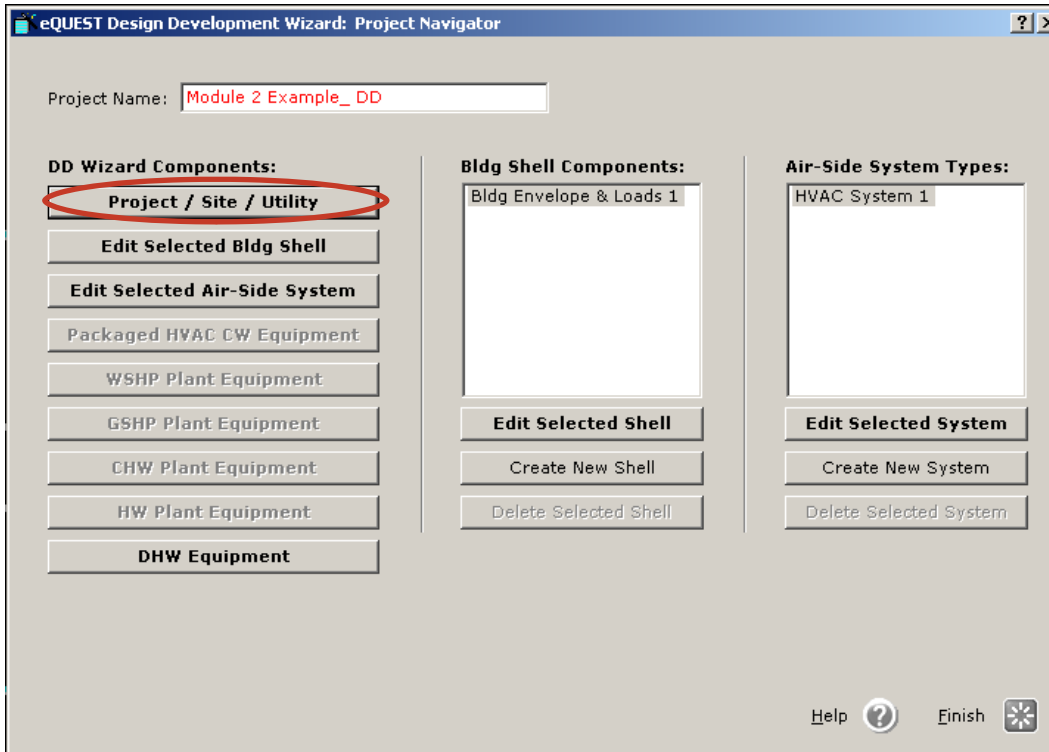 eQUEST Design Development Wizard: Project Navigator
Project Name: Module 2 Example_ DD
DD Wizard Components:
Project / Site / Utility
Edit Selected Bldg Shell
Edit Selected Air-Side System
Packaged HVAC CW Equipment
WSHP Plant Equipment
GSHP Plant Equipment
CHW Plant Equipment
HW Plant Equipment
DHW Equipment
Bldg Shell Components:
Bldg Envelope & Loads 1
Edit Selected Shell
Create New Shell
Delete Selected Shell
Air-Side System Types:
HVAC System 1
Edit Selected System
Create New System
Delete Selected System
Help ? Finish